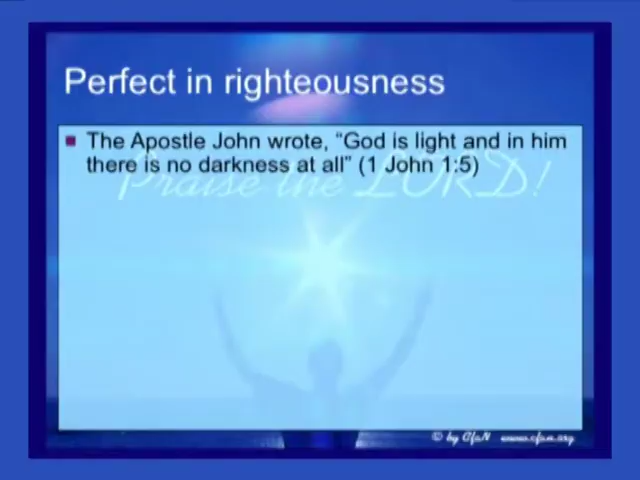 Perfect in righteousness
The Apostle John wrote, “God is light and in him
there is no darkness at all” (1 John 1:5)
Praise the LORD!
© by CfaN www.cfan.org